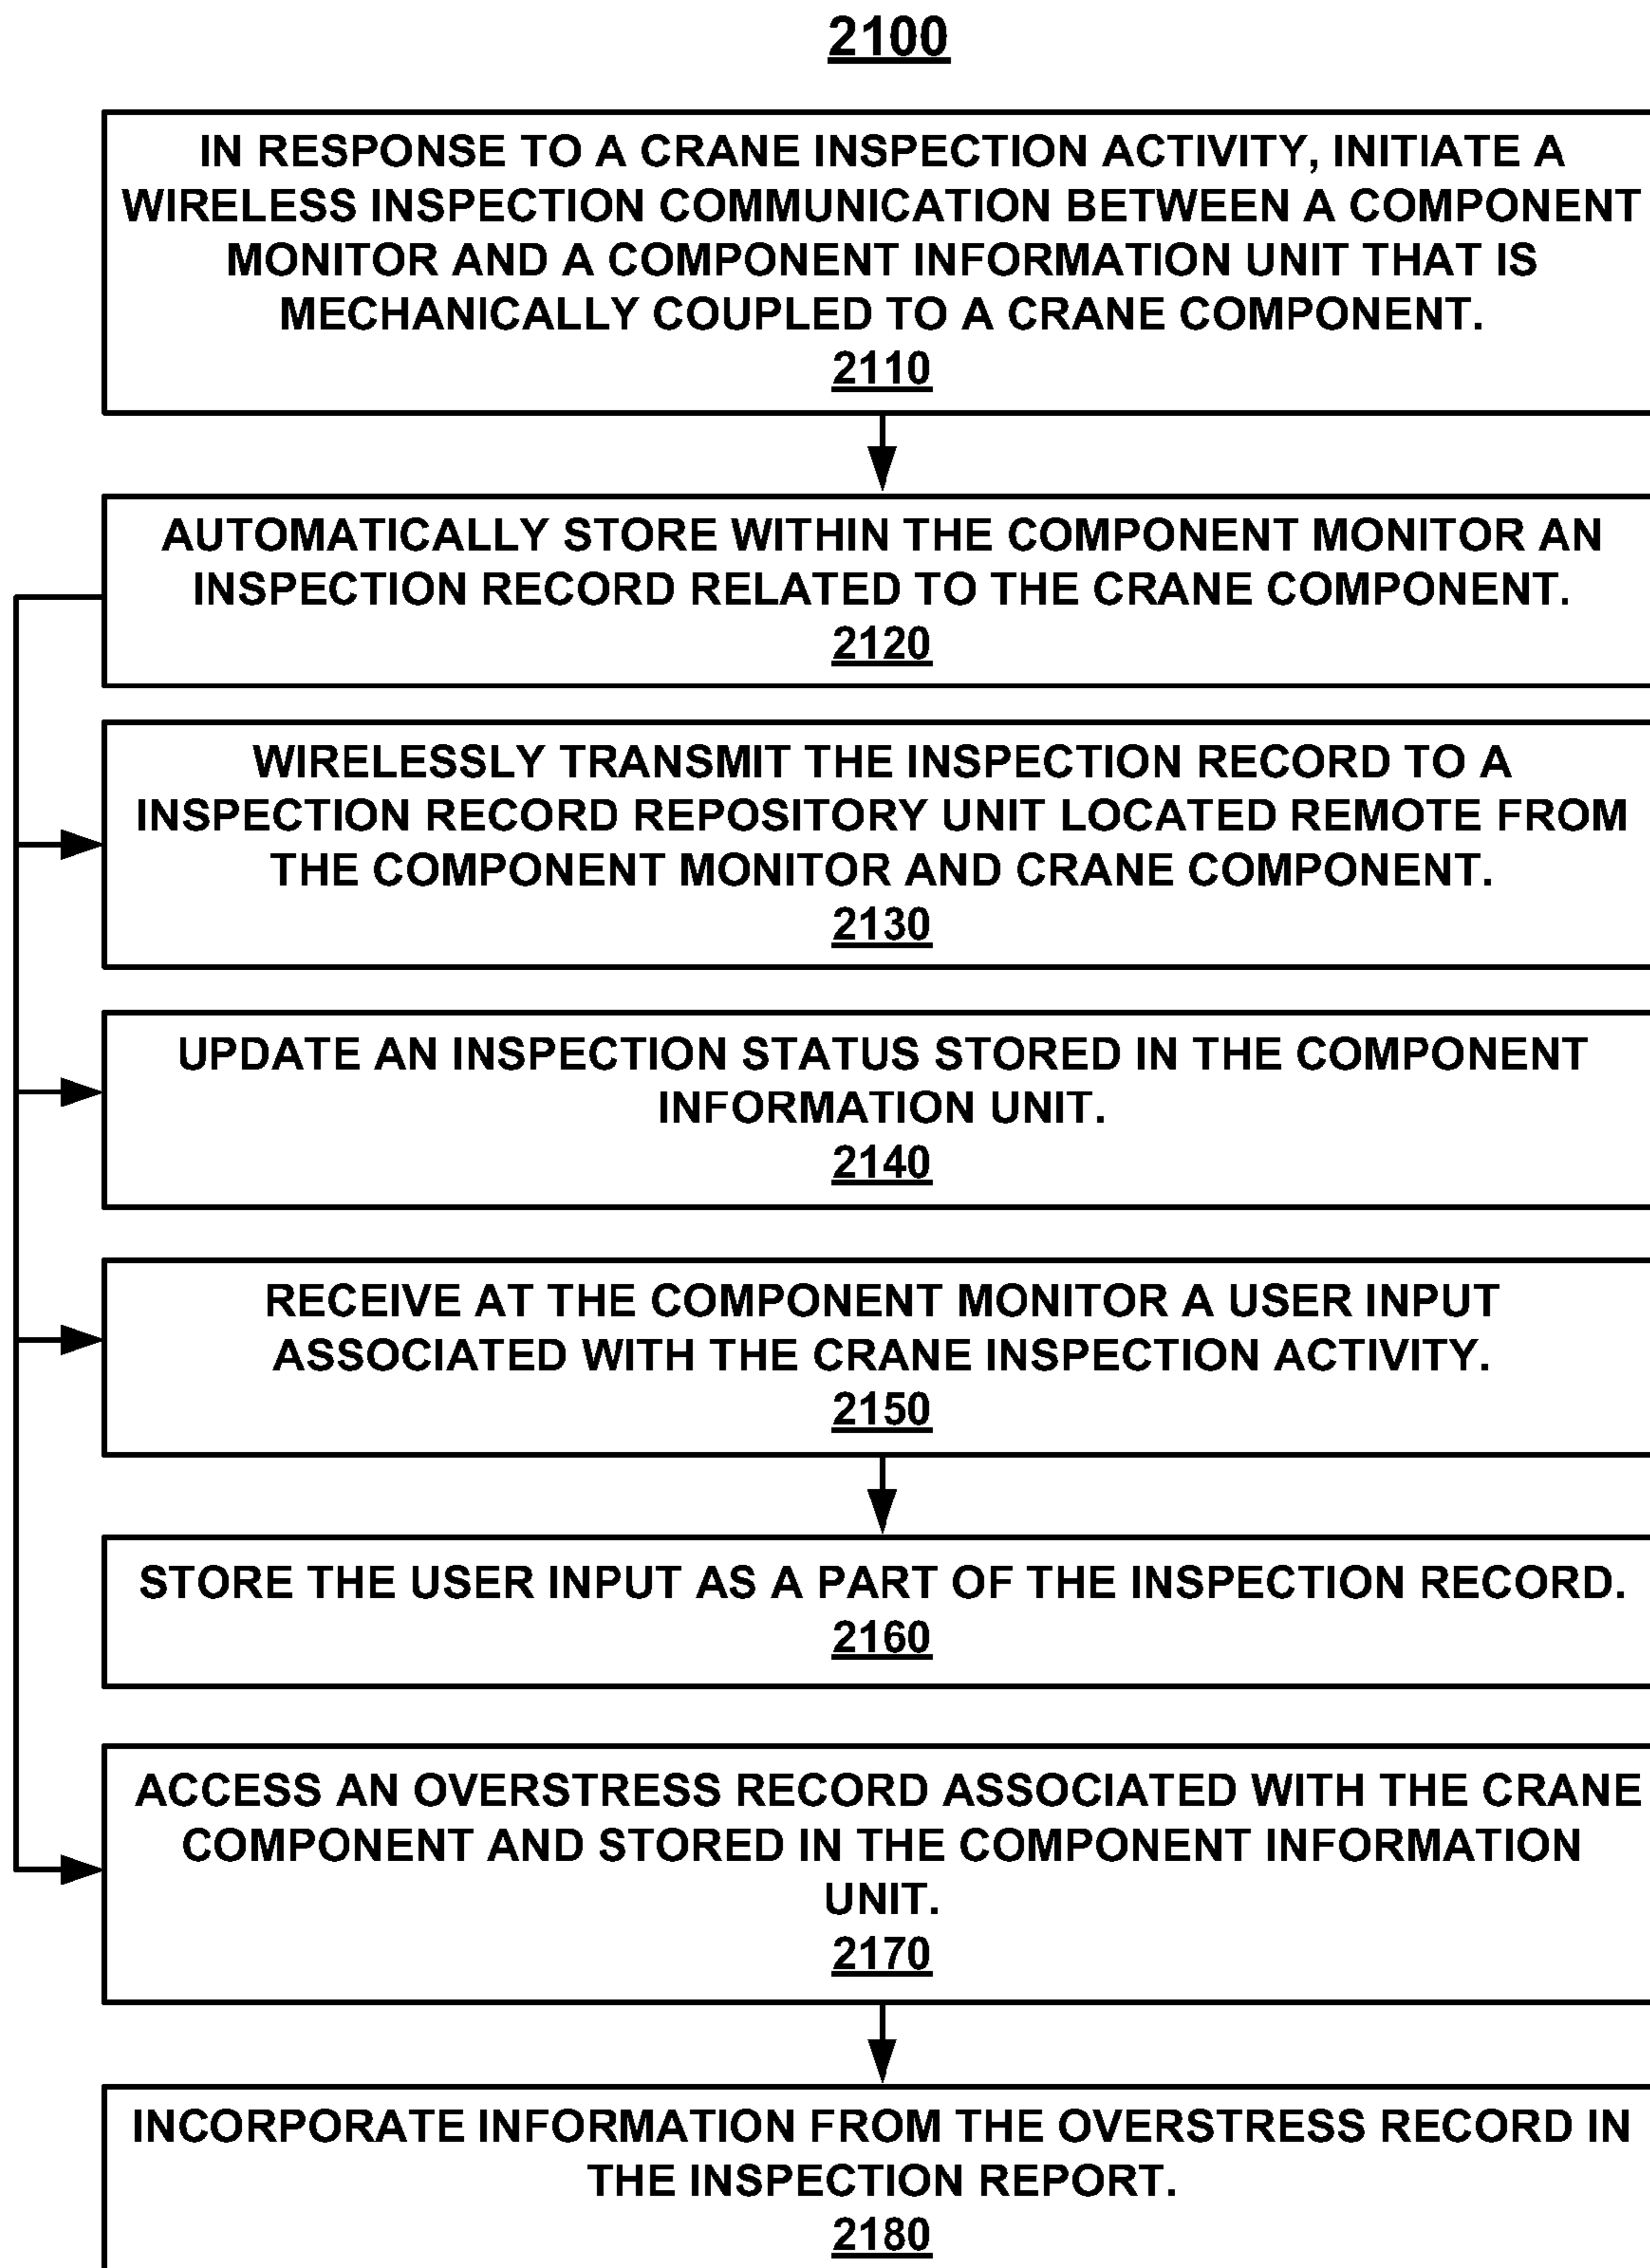 2100
IN RESPONSE TO A CRANE INSPECTION ACTIVITY, INITIATE A
WIRELESS INSPECTION COMMUNICATION BETWEEN A COMPONENT
MONITOR AND A COMPONENT INFORMATION UNIT THAT IS
MECHANICALLY COUPLED TO A CRANE COMPONENT.
2110
AUTOMATICALLY STORE WITHIN THE COMPONENT MONITOR AN
INSPECTION RECORD RELATED TO THE CRANE COMPONENT.
2120
WIRELESSLY TRANSMIT THE INSPECTION RECORD TO A
INSPECTION RECORD REPOSITORY UNIT LOCATED REMOTE FROM
THE COMPONENT MONITOR AND CRANE COMPONENT.
2130
UPDATE AN INSPECTION STATUS STORED IN THE COMPONENT
INFORMATION UNIT.
2140
RECEIVE AT THE COMPONENT MONITOR A USER INPUT
ASSOCIATED WITH THE CRANE INSPECTION ACTIVITY.
2150
STORE THE USER INPUT AS A PART OF THE INSPECTION RECORD.
2160
ACCESS AN OVERSTRESS RECORD ASSOCIATED WITH THE CRANE
COMPONENT AND STORED IN THE COMPONENT INFORMATION
UNIT.
2170
INCORPORATE INFORMATION FROM THE OVERSTRESS RECORD IN
THE INSPECTION REPORT.
2180